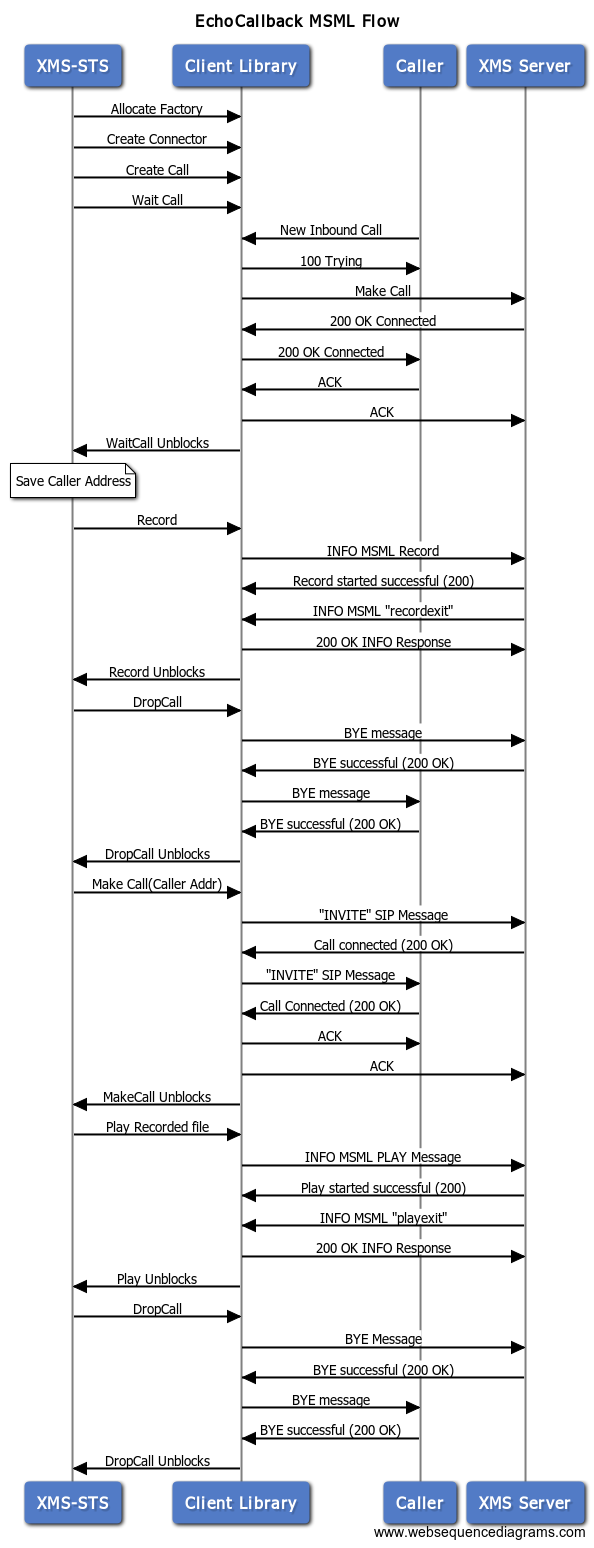 EchoCallback MSML Flow
XMS-STS
Client Library
Caller
XMS Server
Allocate Factory
Create Connector
Create Call
Wait Call
New Inbound Call
100 Trying
Make Call
200 OK Connected
200 OK Connected
ACK
ACK
WaitCall Unblocks
Save Caller Address
Record
INFO MSML Record
Record started successful (200)
INFO MSML "recordexit"
200 OK INFO Response
Record Unblocks
DropCall
BYE message
BYE successful (200 OK)
BYE message
BYE successful (200 OK)
DropCall Unblocks
Make Call(Caller Addr)
"INVITE" SIP Message
Call connected (200 OK)
"INVITE" SIP Message
Call Connected (200 OK)
ACK
ACK
MakeCall Unblocks
Play Recorded file
INFO MSML PLAY Message
Play started successful (200)
INFO MSML "playexit"
200 OK INFO Response
Play Unblocks
DropCall
BYE Message
BYE successful (200 OK)
BYE message
BYE successful (200 OK)
DropCall Unblocks
XMS-STS
Client Library
Caller
XMS Server
www.websequencediagrams.com